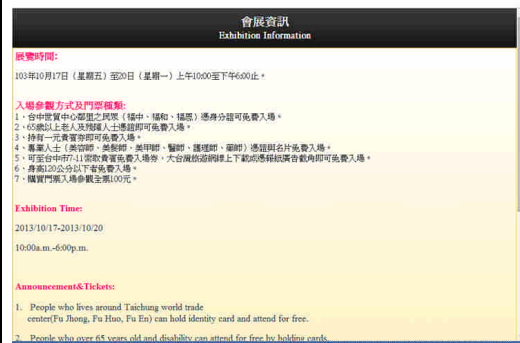 會展資訊
Exhibition Information
展覽時間:
103年10月17日（星期五）至20日（星期一）上午10:00至下午6:00止。
入場參觀方式及門票種類:
1、台中世貿中心鄰里之民眾（福中、福和、福恩）憑身分證可免費入場。
2、65歲以上老人及殘障人士憑證即可免費入場。
3、持有一元貴賓券即可免費入場。
4、專業人士（美容師、美髮師、美甲師、醫師、護理師、藥師）憑證與名片免費入場。
5、可至台中市7-11索取貴賓免費入場券，大台灣旅遊網線上下載或憑報紙廣告截角即可免費入場。
6、身高120公分以下者免費入場。
7、購買門票入場參觀全票100元。
Exhibition Time:
2013/10/17-2013/10/20
10:00a.m.-6:00p.m.
Announcement&Tickets:
1. People who lives around Taichung world trade
center(Fu Jhong, Fu Huo, Fu En) can hold identity card and attend for free.
2. People who over 65 years old and disability can attend for free by holding cards.